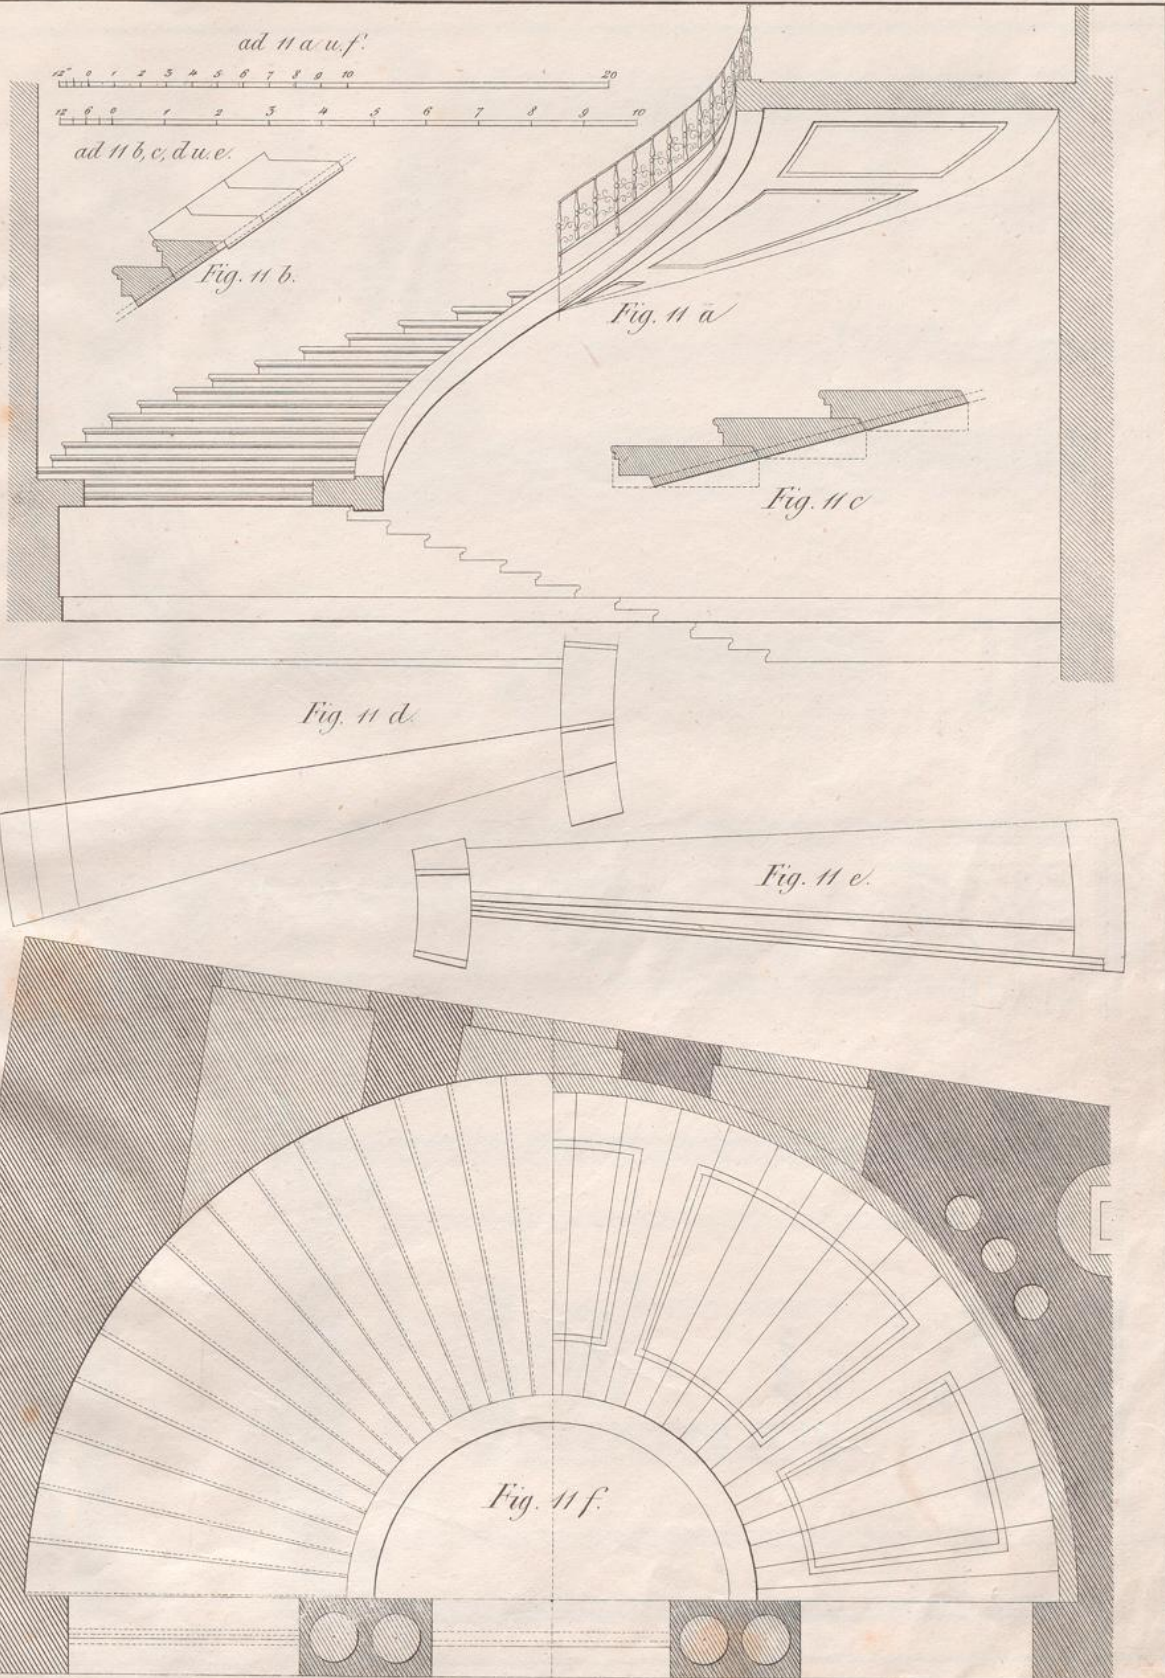 ad 11 a u. f.
12" 0 1 2 3 4 5 6 7 8 9 10 20
12 6 0 1 2 3 4 5 6 7 8 9 10
ad 11 b, c, d u. e.
Fig. 11 b.
Fig. 11 a
Fig. 11 c
Fig. 11 d.
Fig. 11 e.
Fig. 11 f.